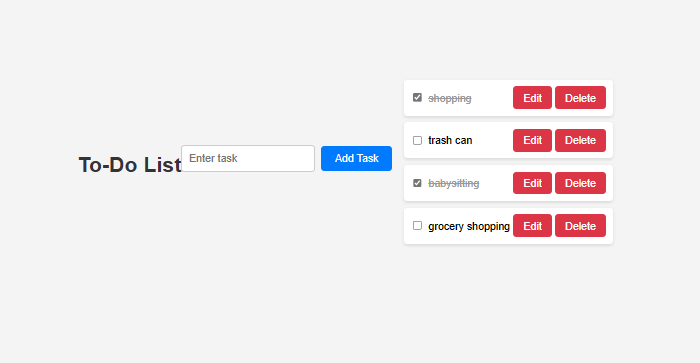 To-Do List
Enter task
Add Task
shopping Edit Delete
trash can Edit Delete
babysitting Edit Delete
grocery shopping Edit Delete